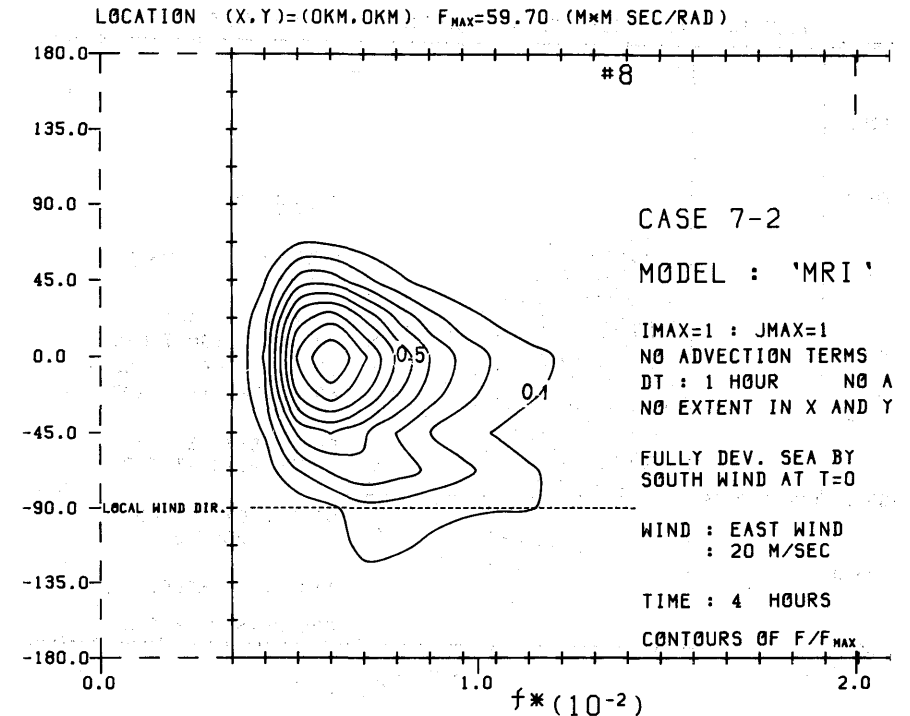 LOCATION (X,Y)=(0KM,0KM) FMAX=59.70 (M*M SEC/RAD)
180.0
#8
135.0
90.0
CASE 7-2
45.0
MODEL : 'MRI'
0.0
0.5
IMAX=1 : JMAX=1
NO ADVECTION TERMS
DT : 1 HOUR NO A
0.1
NO EXTENT IN X AND Y
-45.0
FULLY DEV. SEA BY
SOUTH WIND AT T=0
-90.0
LOCAL WIND DIR.
WIND : EAST WIND
: 20 M/SEC
-135.0
TIME : 4 HOURS
CONTOURS OF F/FMAX
-180.0
0.0 1.0 2.0
f*(10-2)